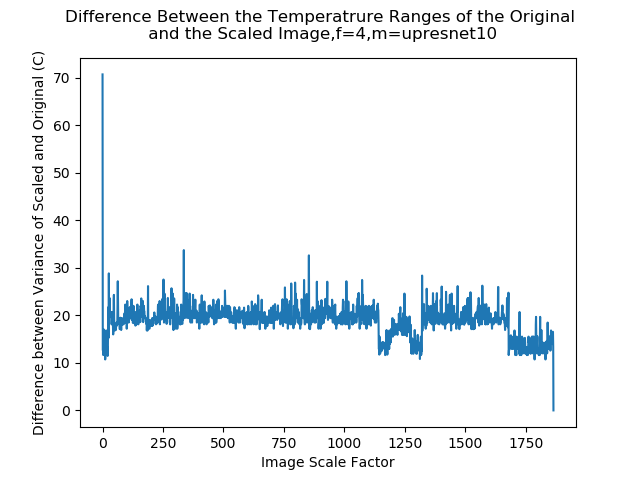 Difference Between the Temperatrure Ranges of the Original
and the Scaled Image,f=4,m=upresnet10
Difference between Variance of Scaled and Original (C)
70
60
50
40
30
20
10
0
0 250 500 750 1000 1250 1500 1750
Image Scale Factor